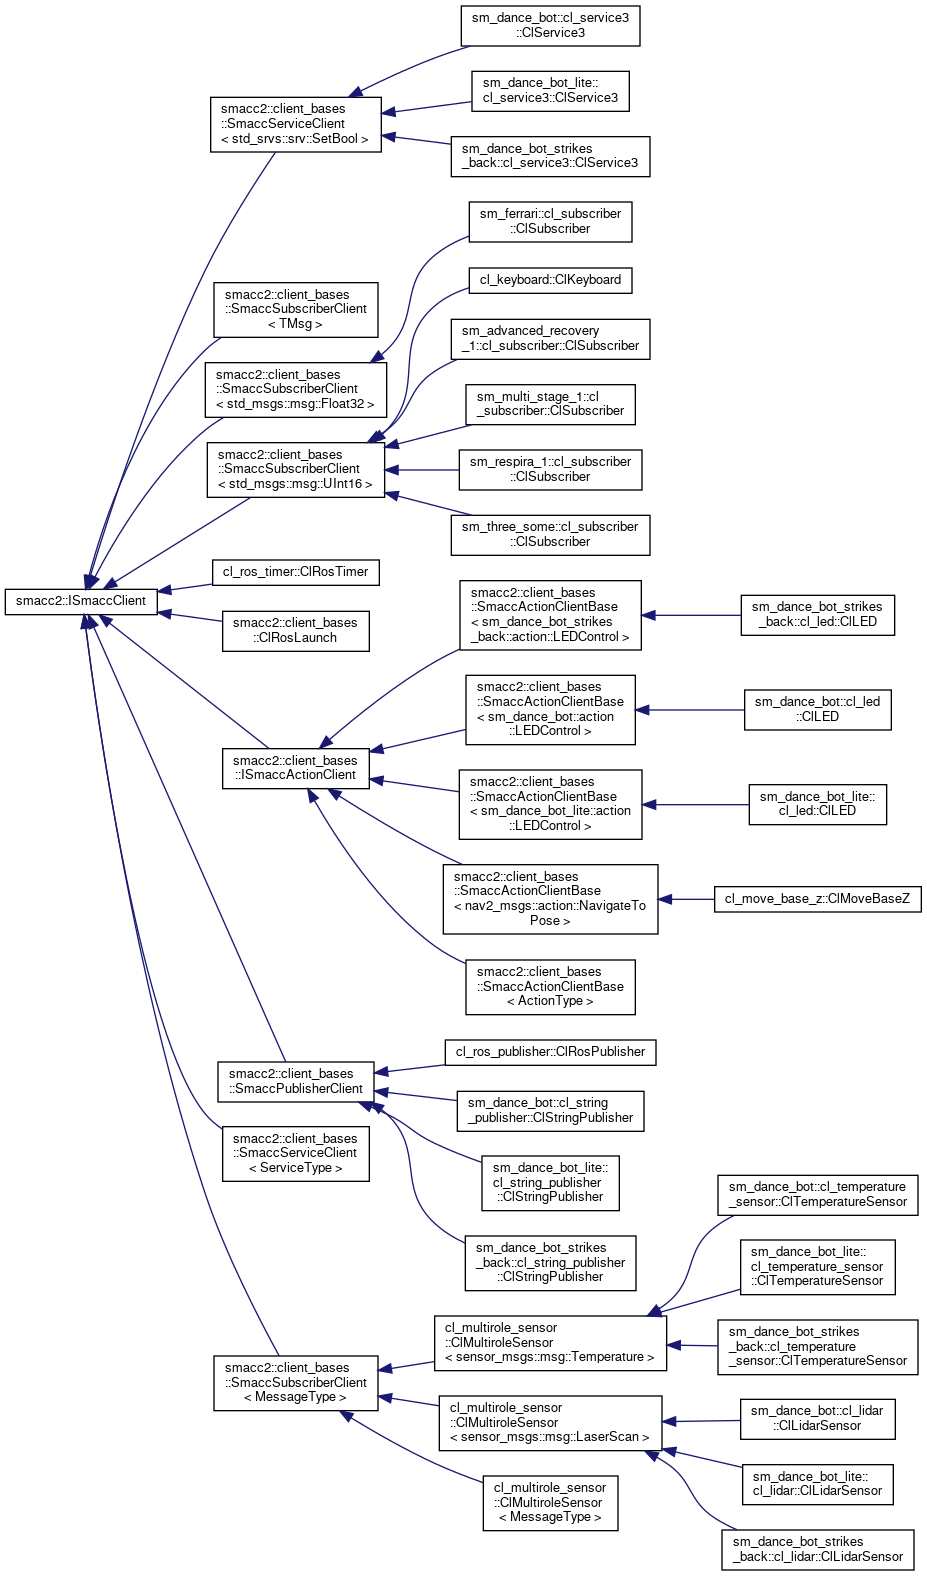 sm_dance_bot::cl_service3
::ClService3
sm_dance_bot_lite::
cl_service3::ClService3
smacc2::client_bases
::SmaccServiceClient
< std_srvs::srv::SetBool >
sm_dance_bot_strikes
_back::cl_service3::ClService3
sm_ferrari::cl_subscriber
::ClSubscriber
cl_keyboard::ClKeyboard
smacc2::client_bases
::SmaccSubscriberClient
< TMsg >
sm_advanced_recovery
_1::cl_subscriber::ClSubscriber
smacc2::client_bases
::SmaccSubscriberClient
< std_msgs::msg::Float32 >
sm_multi_stage_1::cl
_subscriber::ClSubscriber
smacc2::client_bases
::SmaccSubscriberClient
< std_msgs::msg::UInt16 >
sm_respira_1::cl_subscriber
::ClSubscriber
sm_three_some::cl_subscriber
::ClSubscriber
cl_ros_timer::ClRosTimer
smacc2::ISmaccClient
smacc2::client_bases
::ClRosLaunch
smacc2::client_bases
::SmaccActionClientBase
< sm_dance_bot_strikes
_back::action::LEDControl >
sm_dance_bot_strikes
_back::cl_led::ClLED
smacc2::client_bases
::SmaccActionClientBase
< sm_dance_bot::action
::LEDControl >
sm_dance_bot::cl_led
::ClLED
smacc2::client_bases
::ISmaccActionClient
smacc2::client_bases
::SmaccActionClientBase
< sm_dance_bot_lite::action
::LEDControl >
sm_dance_bot_lite::
cl_led::ClLED
smacc2::client_bases
::SmaccActionClientBase
< nav2_msgs::action::NavigateTo
Pose >
cl_move_base_z::ClMoveBaseZ
smacc2::client_bases
::SmaccActionClientBase
< ActionType >
cl_ros_publisher::ClRosPublisher
smacc2::client_bases
::SmaccPublisherClient
sm_dance_bot::cl_string
_publisher::ClStringPublisher
smacc2::client_bases
::SmaccServiceClient
< ServiceType >
sm_dance_bot_lite::
cl_string_publisher
::ClStringPublisher
sm_dance_bot_strikes
_back::cl_string_publisher
::ClStringPublisher
sm_dance_bot::cl_temperature
_sensor::ClTemperatureSensor
sm_dance_bot_lite::
cl_temperature_sensor
::ClTemperatureSensor
cl_multirole_sensor
::ClMultiroleSensor
< sensor_msgs::msg::Temperature >
sm_dance_bot_strikes
_back::cl_temperature
_sensor::ClTemperatureSensor
smacc2::client_bases
::SmaccSubscriberClient
< MessageType >
cl_multirole_sensor
::ClMultiroleSensor
< sensor_msgs::msg::LaserScan >
sm_dance_bot::cl_lidar
::ClLidarSensor
sm_dance_bot_lite::
cl_lidar::ClLidarSensor
cl_multirole_sensor
::ClMultiroleSensor
< MessageType >
sm_dance_bot_strikes
_back::cl_lidar::ClLidarSensor